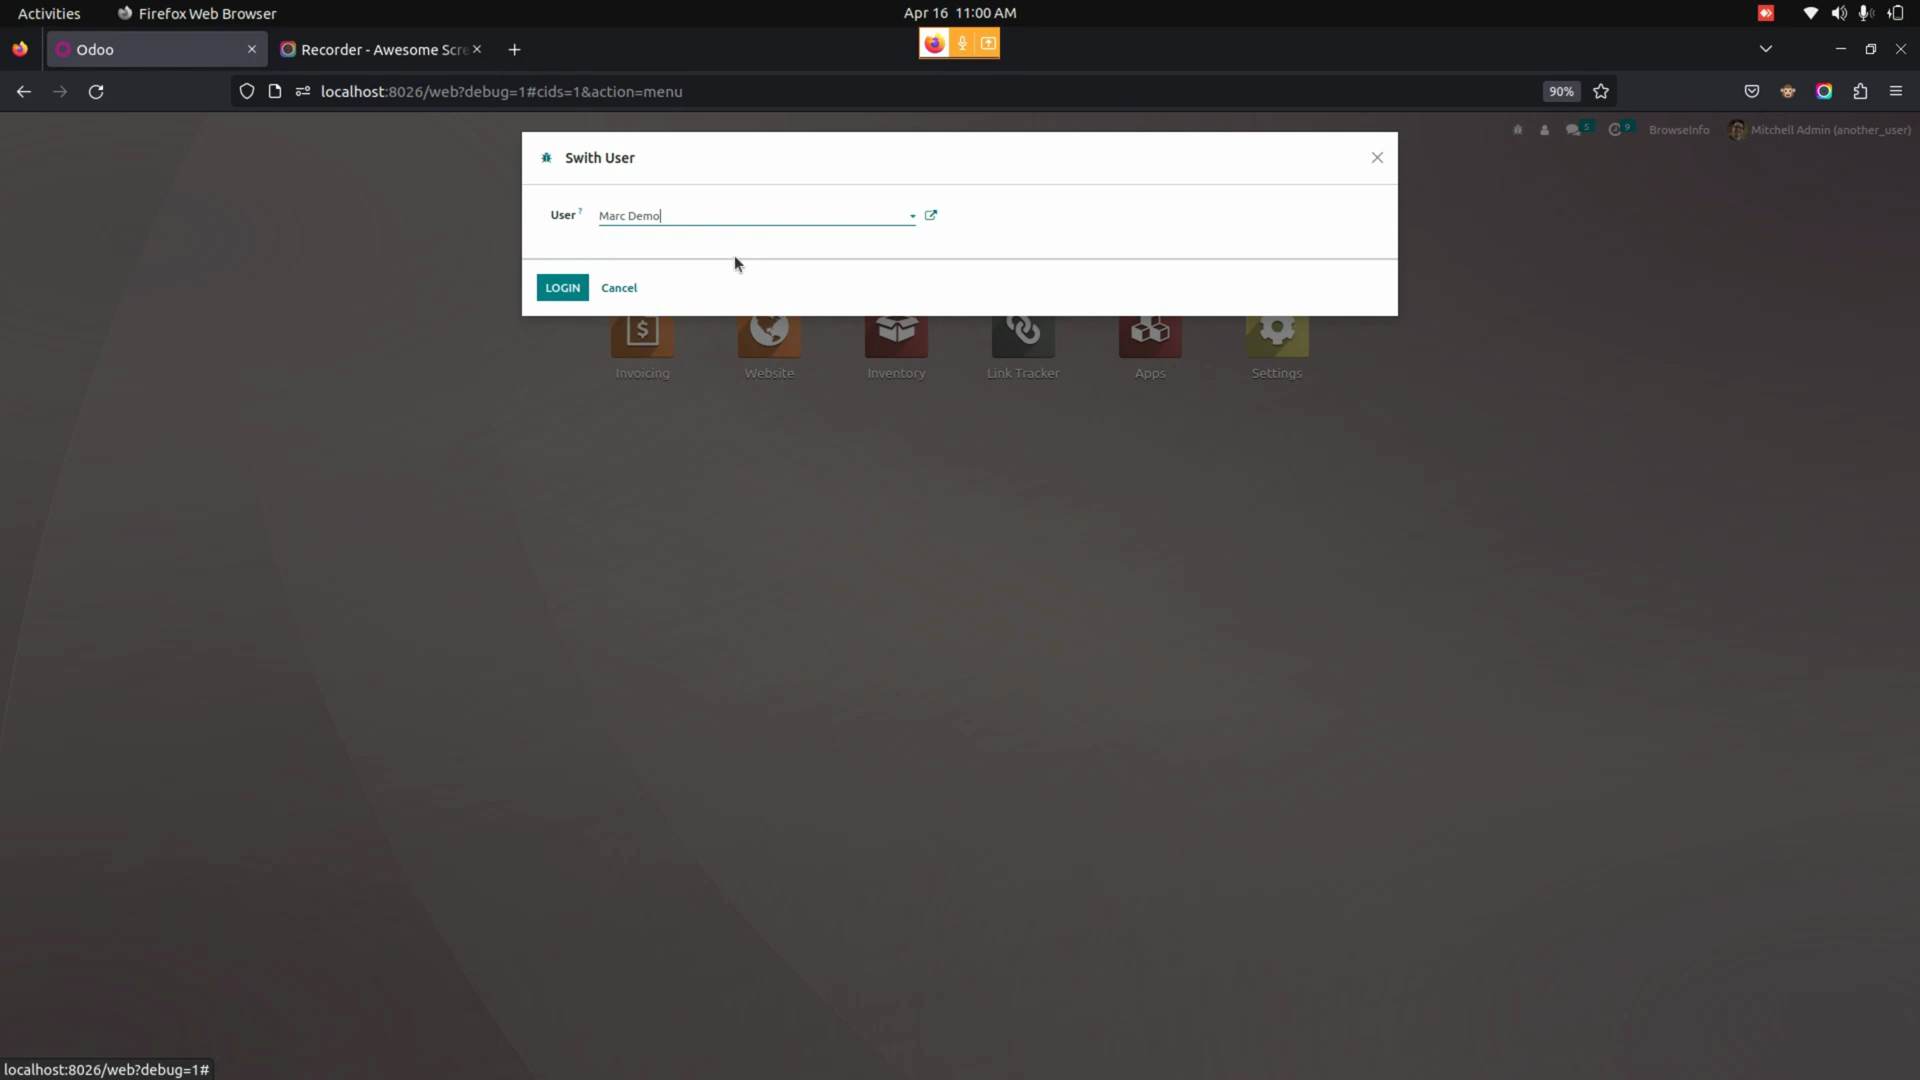 Activities
Firefox Web Browser
Apr 16 11:00 AM
Odoo
Recorder - Awesome Scre
localhost:8026/web?debug=1#cids=1&action=menu
90%
5
9
BrowseInfo
Mitchell Admin (another_user)
Swith User
User ?
Marc Demo
LOGIN
Cancel
Invoicing
Website
Inventory
Link Tracker
Apps
Settings
localhost:8026/web?debug=1#